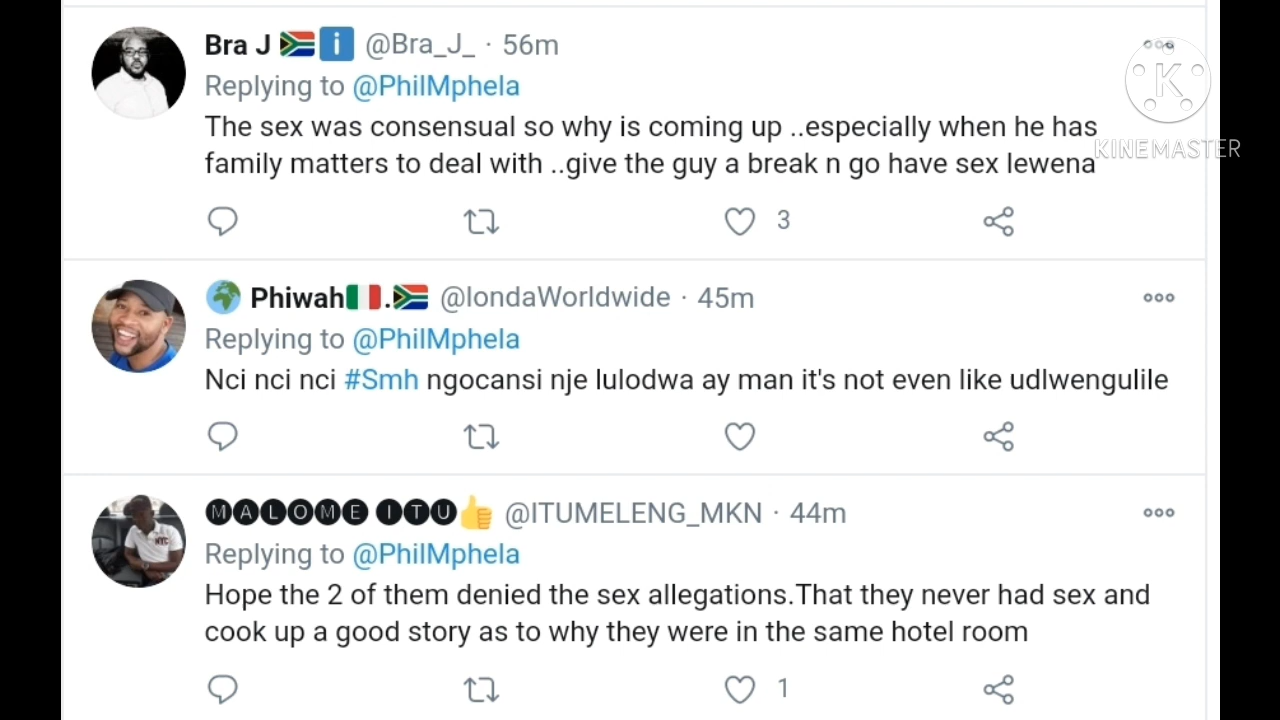 Bra J 🇿🇦ℹ️ @Bra_J_ · 56m
Replying to @PhilMphela
The sex was consensual so why is coming up ..especially when he has
family matters to deal with ..give the guy a break n go have sex lewena
3
KINEMASTER
🌍 Phiwah🇮🇹.🇿🇦 @londaWorldwide · 45m
Replying to @PhilMphela
Nci nci nci #Smh ngocansi nje lulodwa ay man it's not even like udlwengulile
🅜🅐🅛🅞🅜🅔 🅘🅣🅤👍 @ITUMELENG_MKN · 44m
Replying to @PhilMphela
Hope the 2 of them denied the sex allegations.That they never had sex and
cook up a good story as to why they were in the same hotel room
1